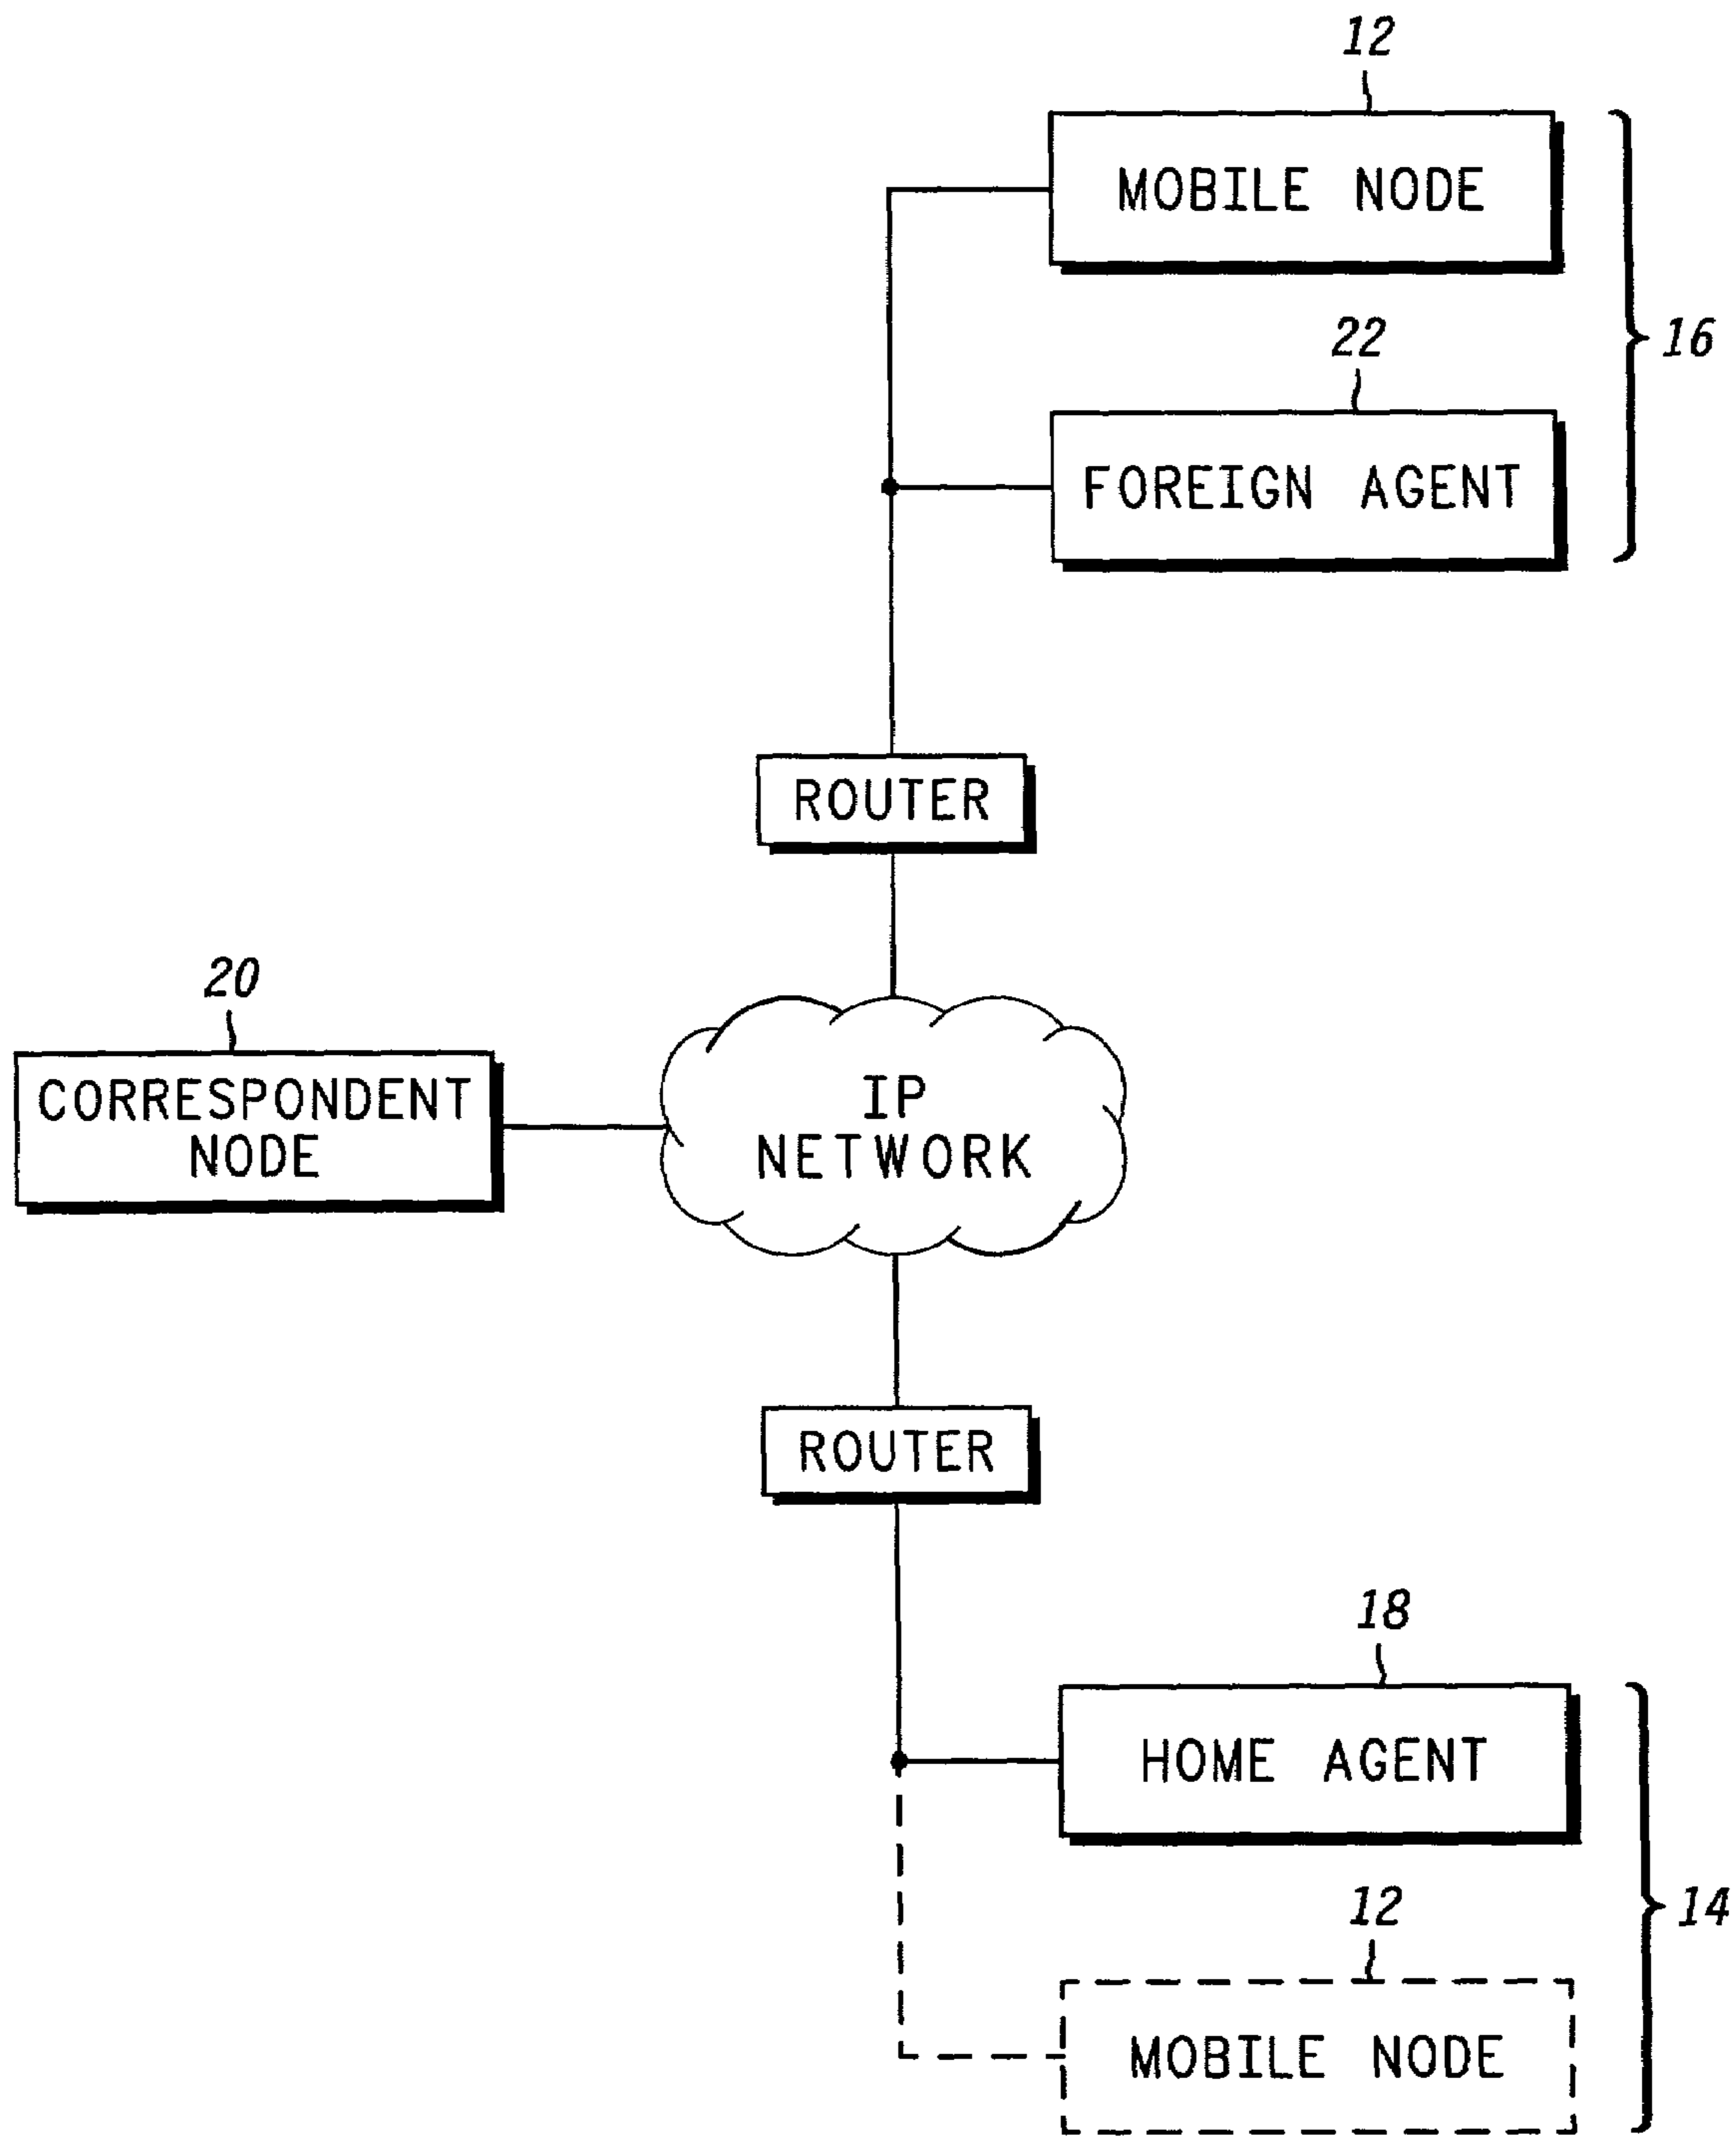 12
MOBILE NODE
22
16
FOREIGN AGENT
ROUTER
20
CORRESPONDENT
NODE
IP
NETWORK
ROUTER
18
HOME AGENT
12
14
MOBILE NODE